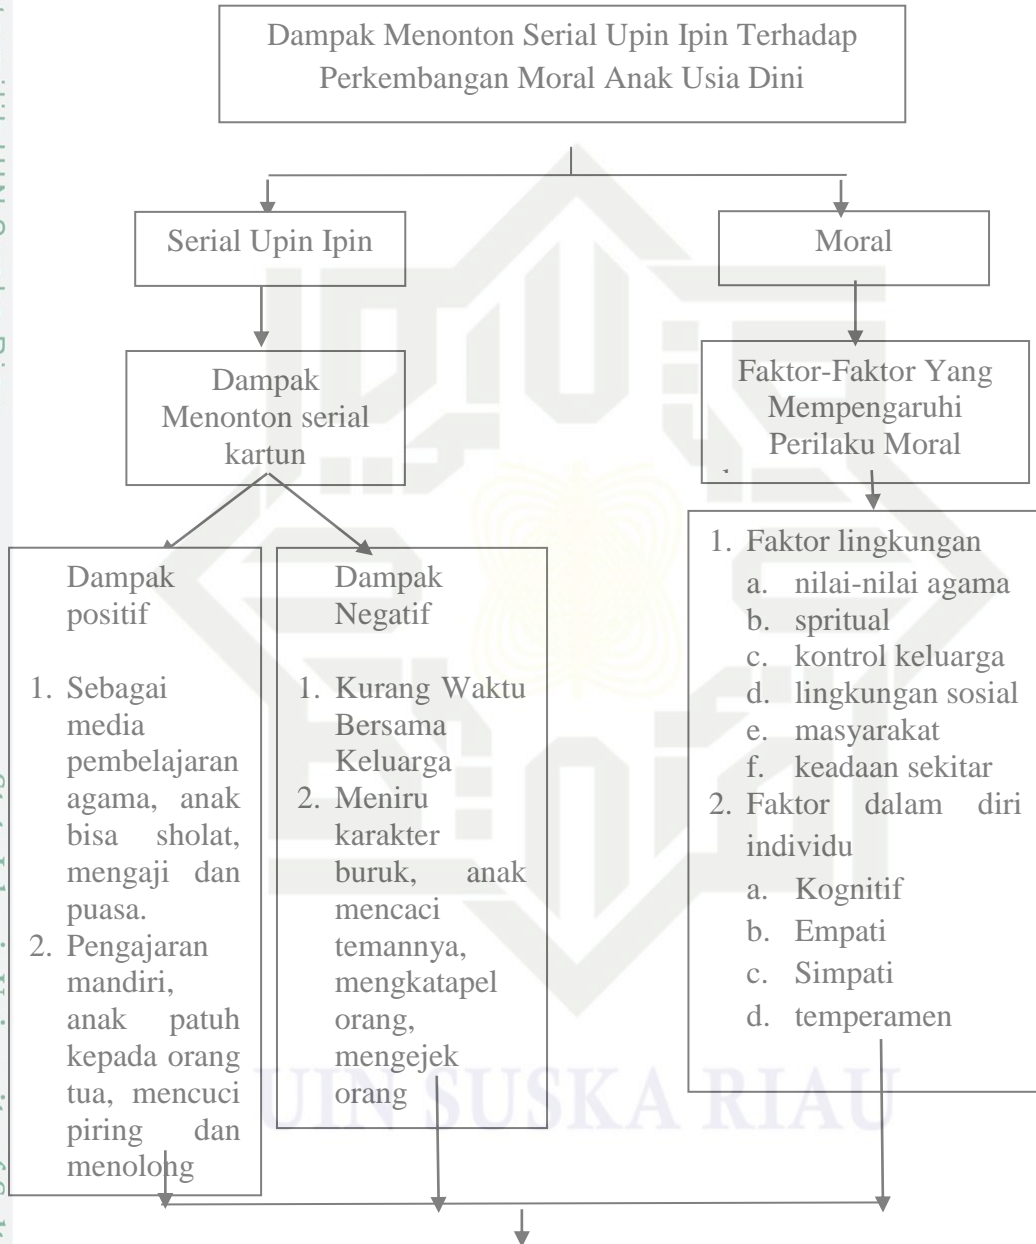 Dampak Menonton Serial Upin Ipin Terhadap
Perkembangan Moral Anak Usia Dini
Serial Upin Ipin
Moral
Dampak
Menonton serial
kartun
Faktor-Faktor Yang
Mempengaruhi
Perilaku Moral
Dampak
positif
1. Sebagai
media
pembelajaran
agama, anak
bisa sholat,
mengaji dan
puasa.
2. Pengajaran
mandiri,
anak patuh
kepada orang
tua, mencuci
piring dan
menolong
Dampak
Negatif
1. Kurang Waktu
Bersama
Keluarga
2. Meniru
karakter
buruk, anak
mencaci
temannya,
mengkatapel
orang,
mengejek
orang
1. Faktor lingkungan
a. nilai-nilai agama
b. spritual
c. kontrol keluarga
d. lingkungan sosial
e. masyarakat
f. keadaan sekitar
2. Faktor dalam diri
individu
a. Kognitif
b. Empati
c. Simpati
d. temperamen
UIN SUSKA RIAU